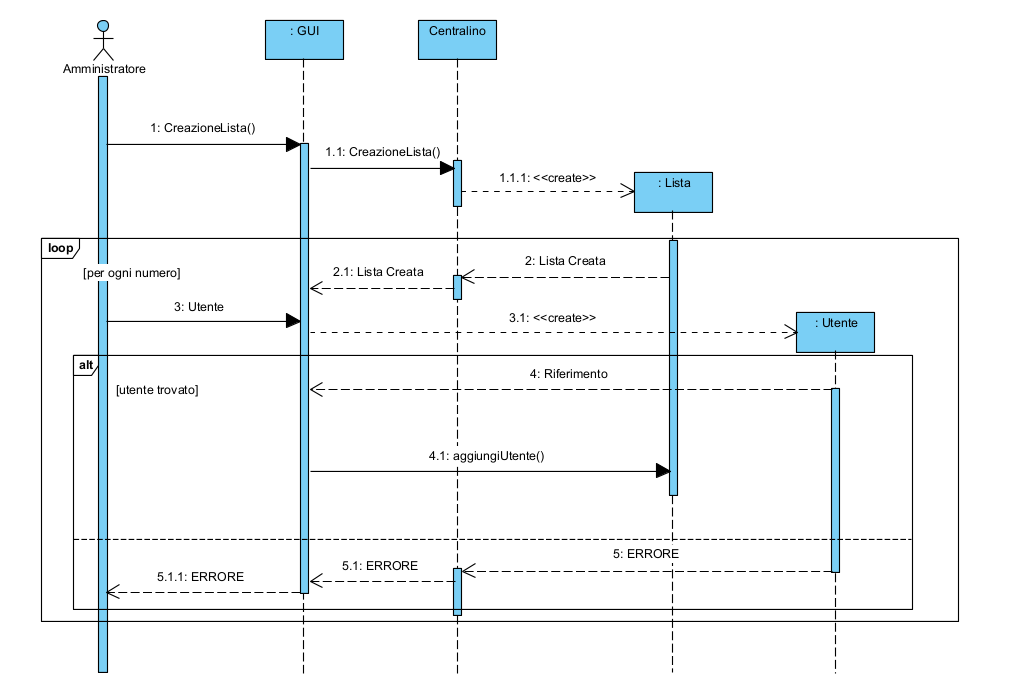 : GUI
Centralino
Amministratore
1: CreazioneLista()
1.1: CreazioneLista()
1.1.1: <<create>>
: Lista
loop
[per ogni numero]
2: Lista Creata
2.1: Lista Creata
3: Utente
3.1: <<create>>
: Utente
alt
[utente trovato]
4: Riferimento
4.1: aggiungiUtente()
5: ERRORE
5.1: ERRORE
5.1.1: ERRORE